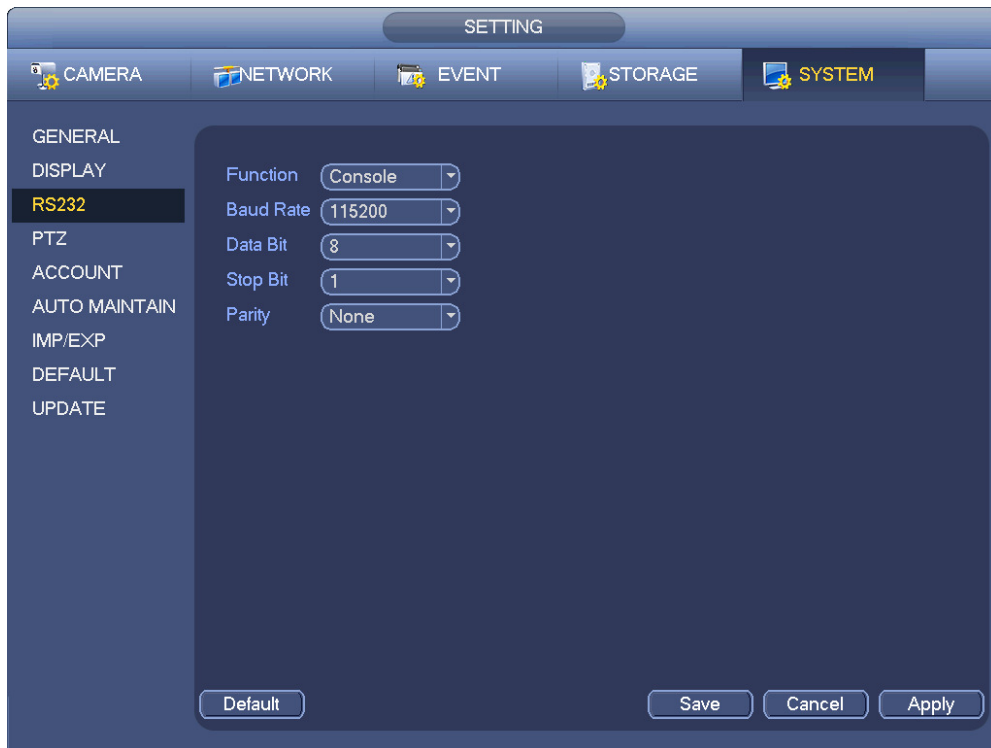 SETTING
CAMERA NETWORK EVENT STORAGE SYSTEM
GENERAL
DISPLAY
RS232
PTZ
ACCOUNT
AUTO MAINTAIN
IMP/EXP
DEFAULT
UPDATE
Function Console
Baud Rate 115200
Data Bit 8
Stop Bit 1
Parity None
Default Save Cancel Apply